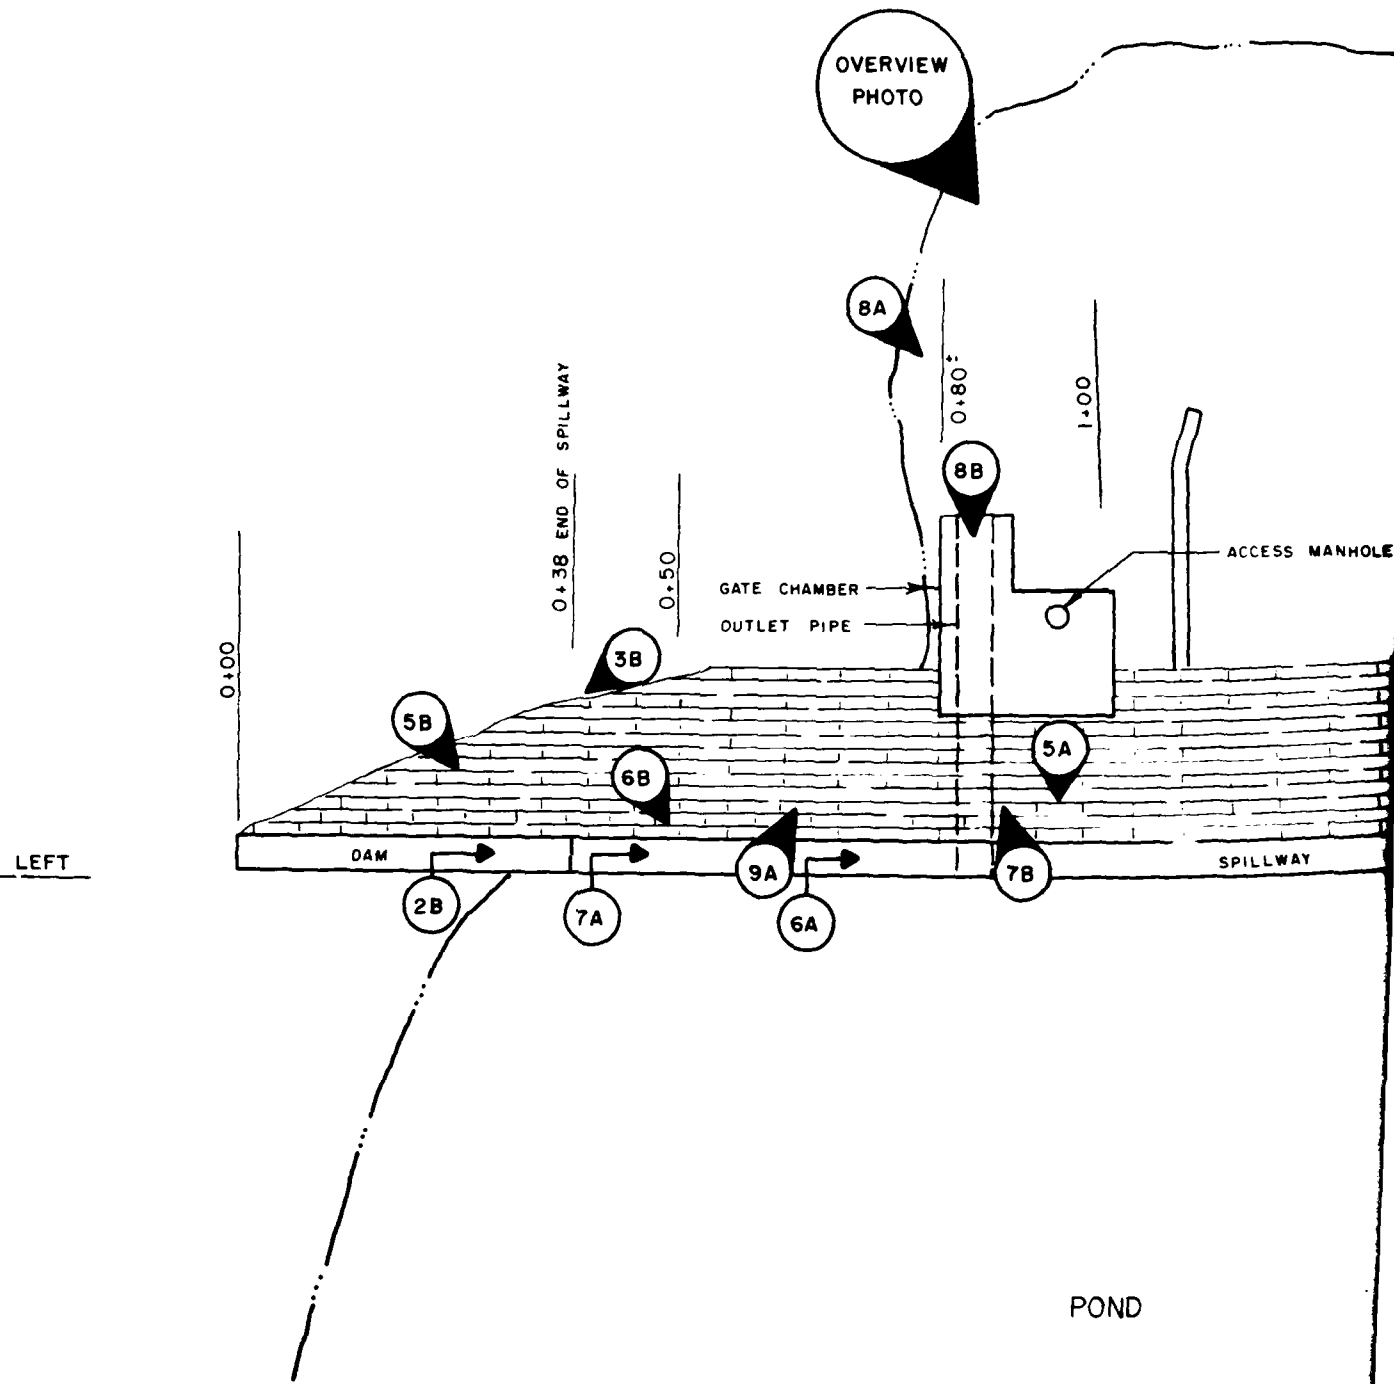 OVERVIEW
PHOTO
8A
0+80±
1+00
0+38 END OF SPILLWAY
8B
0+50
ACCESS MANHOLE
GATE CHAMBER
OUTLET PIPE
0+00
3B
5B
5A
6B
LEFT
DAM
SPILLWAY
9A
7B
2B
7A
6A
POND